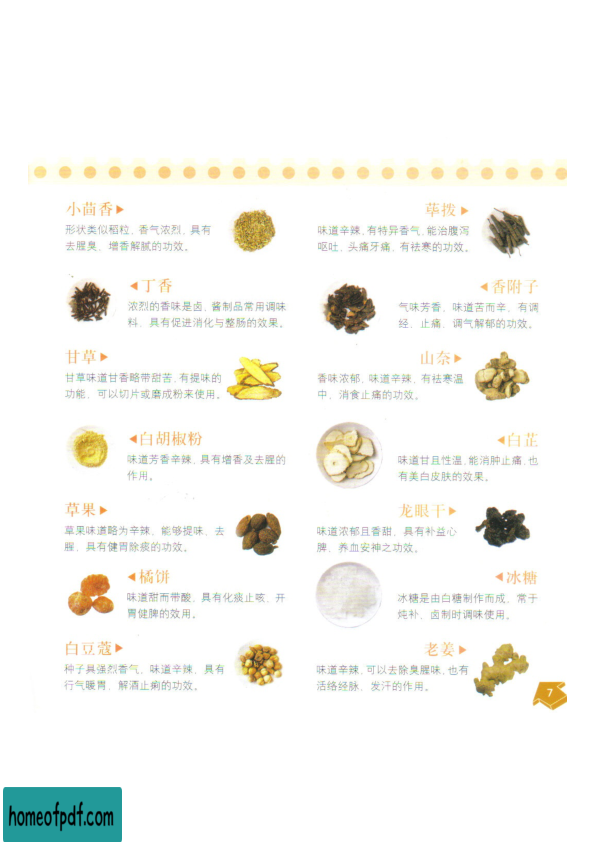 小茴香▶
形状类似稻粒，香气浓烈，具有
去腥臭、增香解腻的功效。
◀丁香
浓烈的香味是卤、酱制品常用调味
料，具有促进消化与整肠的效果。
甘草▶
甘草味道甘香略带甜苦，有提味的
功能，可以切片或磨成粉来使用。
◀白胡椒粉
味道芳香辛辣，具有增香及去腥的
作用。
草果▶
草果味道略为辛辣，能够提味、去
腥，具有健胃除痰的功效。
◀橘饼
味道甜而带酸，具有化痰止咳、开
胃健脾的效用。
白豆蔻▶
种子具强烈香气，味道辛辣，具有
行气暖胃、解酒止痢的功效。
荜拨▶
味道辛辣，有特异香气，能治腹泻
呕吐、头痛牙痛，有祛寒的功效。
◀香附子
气味芳香，味道苦而辛，有调
经、止痛、调气解郁的功效。
山奈▶
香味浓郁，味道辛辣，有祛寒温
中、消食止痛的功效。
◀白芷
味道甘且性温，能消肿止痛，也
有美白皮肤的效果。
龙眼干▶
味道浓郁且香甜，具有补益心
脾、养血安神之功效。
◀冰糖
冰糖是由白糖制作而成，常于
炖补、卤制时调味使用。
老姜▶
味道辛辣，可以去除臭腥味，也有
活络经脉、发汗的作用。
7
homeofpdf.com